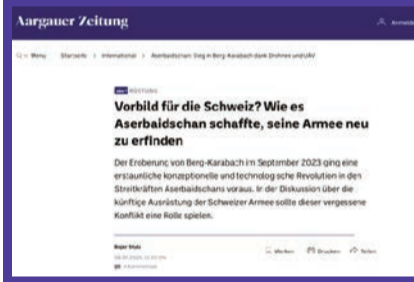 Aargauer Zeitung
Anmelden
Menü Startseite > International > Aserbaidschan: Sieg in Berg-Karabach dank Drohnen und
abo+ RÜSTUNG
Vorbild für die Schweiz? Wie es
Aserbaidschan schaffte, seine Armee neu
zu erfinden
Der Eroberung von Berg-Karabach im September 2023 ging eine
erstaunliche konzeptionelle und technologische Revolution in den
Streitkräften Aserbaidschans voraus. In der Diskussion über die
künftige Ausrüstung der Schweizer Armee sollte dieser vergessene
Konflikt eine Rolle spielen.
Merken Drucken Teilen